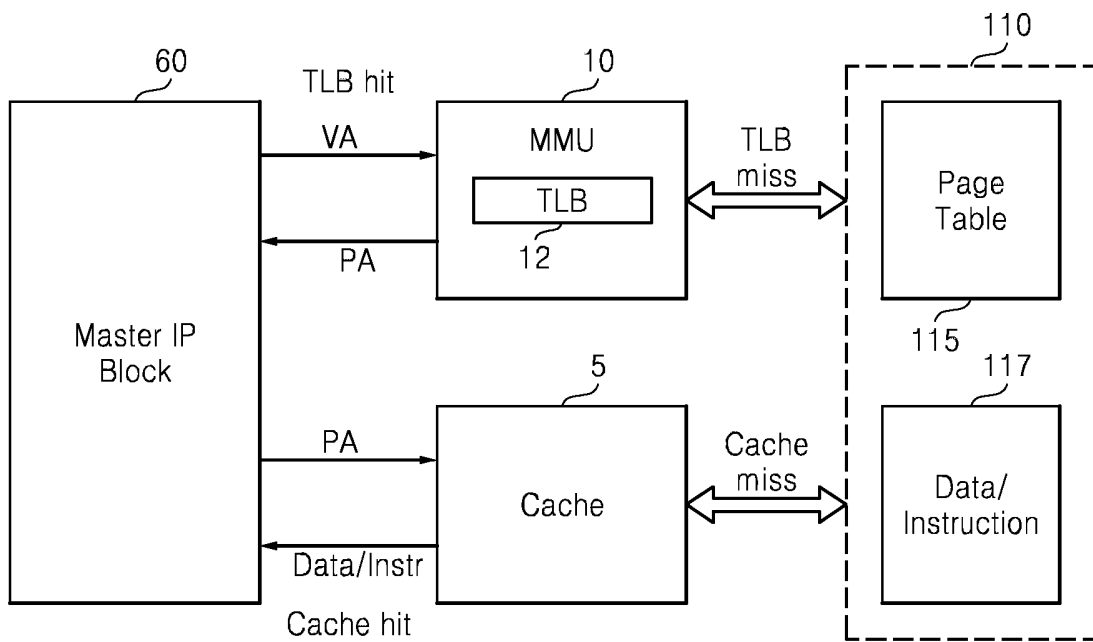 110
60
10
TLB hit
VA
MMU
TLB
miss
TLB
12
PA
Page
Table
115
Master IP
Block
5
117
PA
Cache
Cache
miss
Data/
Instruction
Data/Instr
Cache hit